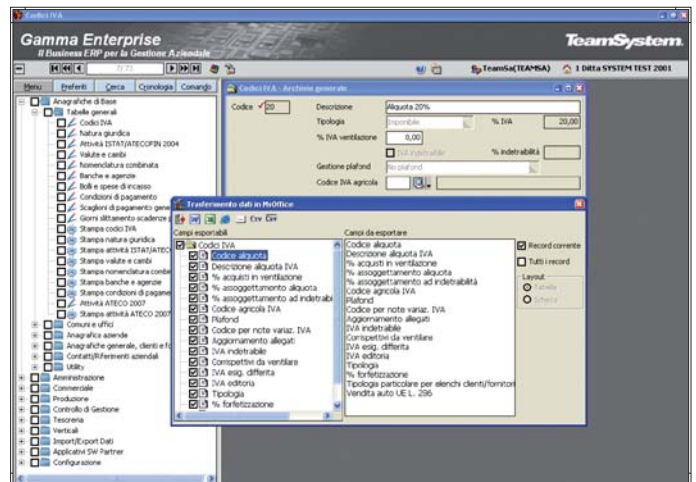 Codici IVA
Gamma Enterprise
Il Business ERP per la Gestione Aziendale
TeamSystem
TeamSa(TEAMSA)
1 Ditta SYSTEM TEST 2001
Menu Preferiti Cerca Cronologia Comandi
Anagrafiche di Base
Tabelle generali
Codici IVA
Natura giuridica
Attività ISTAT/ATECOFIN 2004
Valute e cambi
Nomenclatura combinata
Banche e agenzie
Bolli e spese di incasso
Condizioni di pagamento
Scaglioni di pagamento gene
Giorni slittamento scadenze p
Stampa codici IVA
Stampa natura giuridica
Stampa attività ISTAT/ATEC
Stampa valute e cambi
Stampa nomenclatura combi
Stampa banche e agenzie
Stampa condizioni di pagame
Attività ATECO 2007
Stampa attività ATECO 2007
Comuni e uffici
Anagrafica aziende
Anagrafiche generale, clienti e fo
Contatti/Riferimenti aziendali
Utility
Amministrazione
Commerciale
Produzione
Controllo di Gestione
Tesoreria
Verticali
Import/Export Dati
Applicativi SW Partner
Configurazione
Codici IVA - Archivio generale
Codice 20
Descrizione Aliquota 20%
Tipologia Imponibile % IVA 20,00
% IVA ventilazione 0,00
IVA indetraibile % indetraibilità
Gestione plafond No plafond
Codice IVA agricola
Trasferimento dati in MsOffice
Campi esportabili
Codici IVA
Codice aliquota
Descrizione aliquota IVA
% acquisti in ventilazione
% assoggettamento aliquota
% assoggettamento ad indetraibi
Codice agricola IVA
Plafond
Codice per note variaz. IVA
Aggiornamento allegati
IVA indetraibile
Corrispettivi da ventilare
IVA esig. differita
IVA editoria
Tipologia
% forfetizzazione
Campi da esportare
Codice aliquota
Descrizione aliquota IVA
% acquisti in ventilazione
% assoggettamento aliquota
% assoggettamento ad indetraibilità
Codice agricola IVA
Plafond
Codice per note variaz. IVA
Aggiornamento allegati
IVA indetraibile
Corrispettivi da ventilare
IVA esig. differita
IVA editoria
Tipologia
% forfetizzazione
Tipologia particolare per elenchi clienti/fornitor
Vendita auto UE L. 296
Record corrente
Tutti i record
Layout
Tabella
Scheda